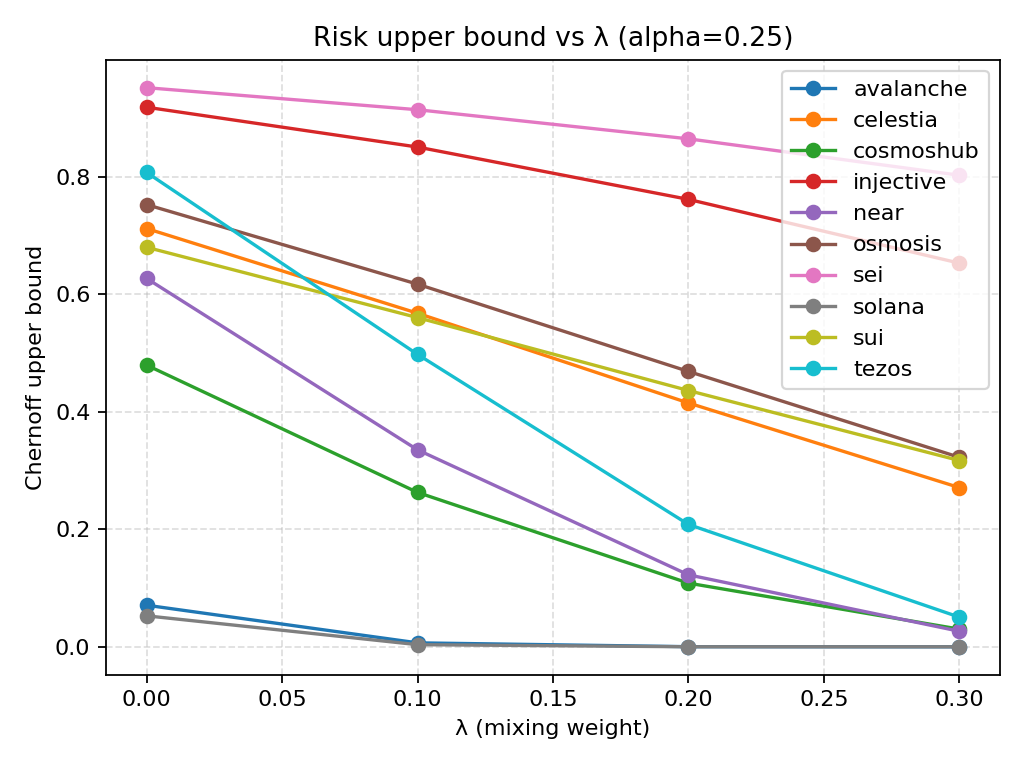 Risk upper bound vs λ (alpha=0.25)
Chernoff upper bound
0.8
0.6
0.4
0.2
0.0
avalanche
celestia
cosmoshub
injective
near
osmosis
sei
solana
sui
tezos
0.00 0.05 0.10 0.15 0.20 0.25 0.30
λ (mixing weight)